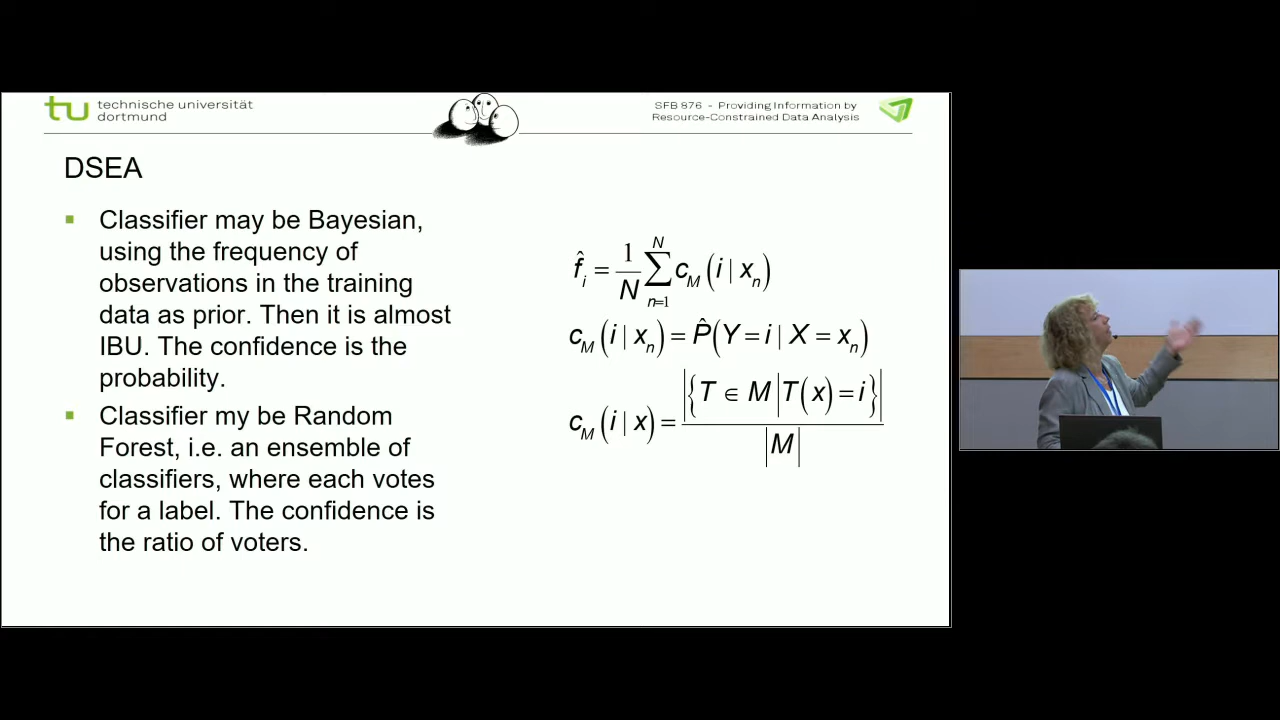 tu technische universität
dortmund
SFB 876 - Providing Information by
Resource-Constrained Data Analysis
DSEA
Classifier may be Bayesian,
using the frequency of
observations in the training
data as prior. Then it is almost
IBU. The confidence is the
probability.
Classifier my be Random
Forest, i.e. an ensemble of
classifiers, where each votes
for a label. The confidence is
the ratio of voters.
f̂_i = 1/N ∑_{n=1}^{N} c_M(i | x_n)
c_M(i | x_n) = P̂(Y = i | X = x_n)
c_M(i | x) = |{T ∈ M | T(x) = i}| / |M|